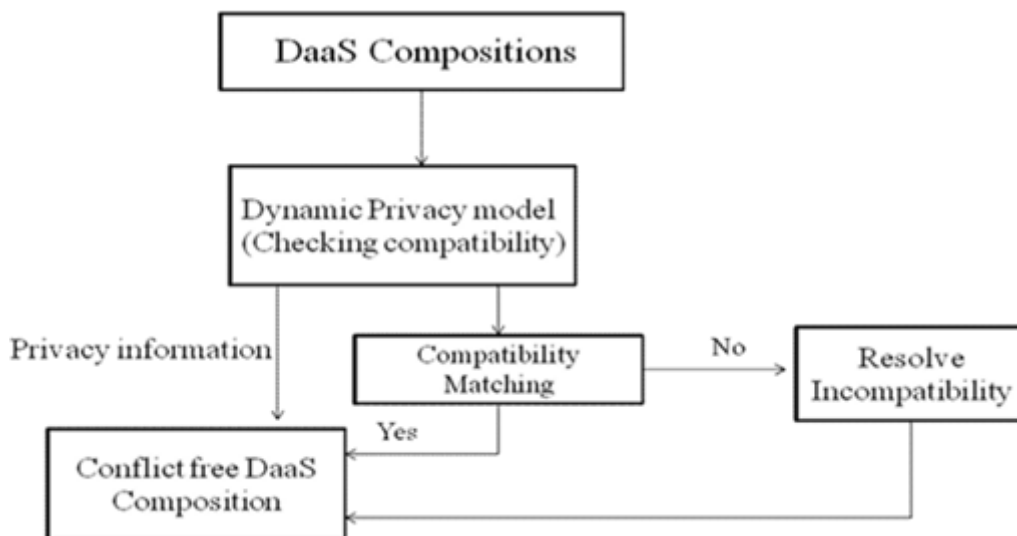 DaaS Compositions
Dynamic Privacy model
(Checking compatibility)
Privacy information
Compatibility
Matching
No
Resolve
Incompatibility
Yes
Conflict free DaaS
Composition